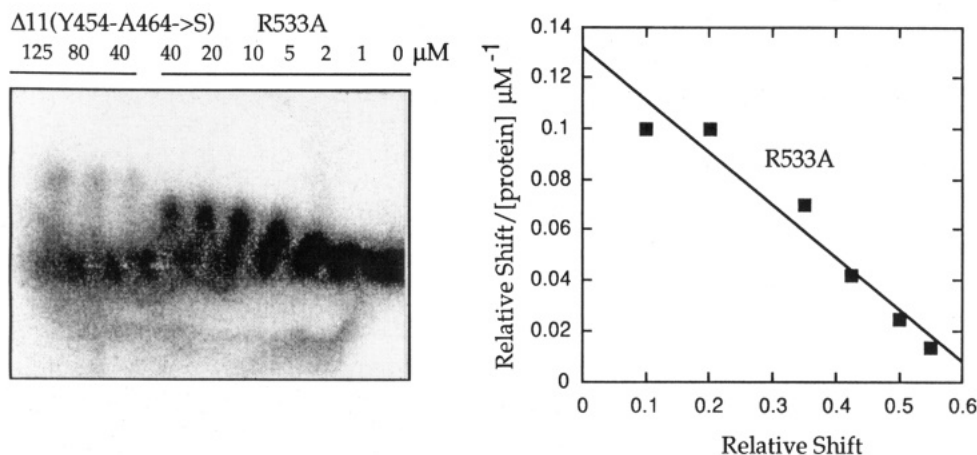 Δ11(Y454-A464->S) R533A
125 80 40 40 20 10 5 2 1 0 μM
Relative Shift/[protein] μM⁻¹
0.14
0.12
0.1
0.08
0.06
0.04
0.02
0
R533A
0 0.1 0.2 0.3 0.4 0.5 0.6
Relative Shift